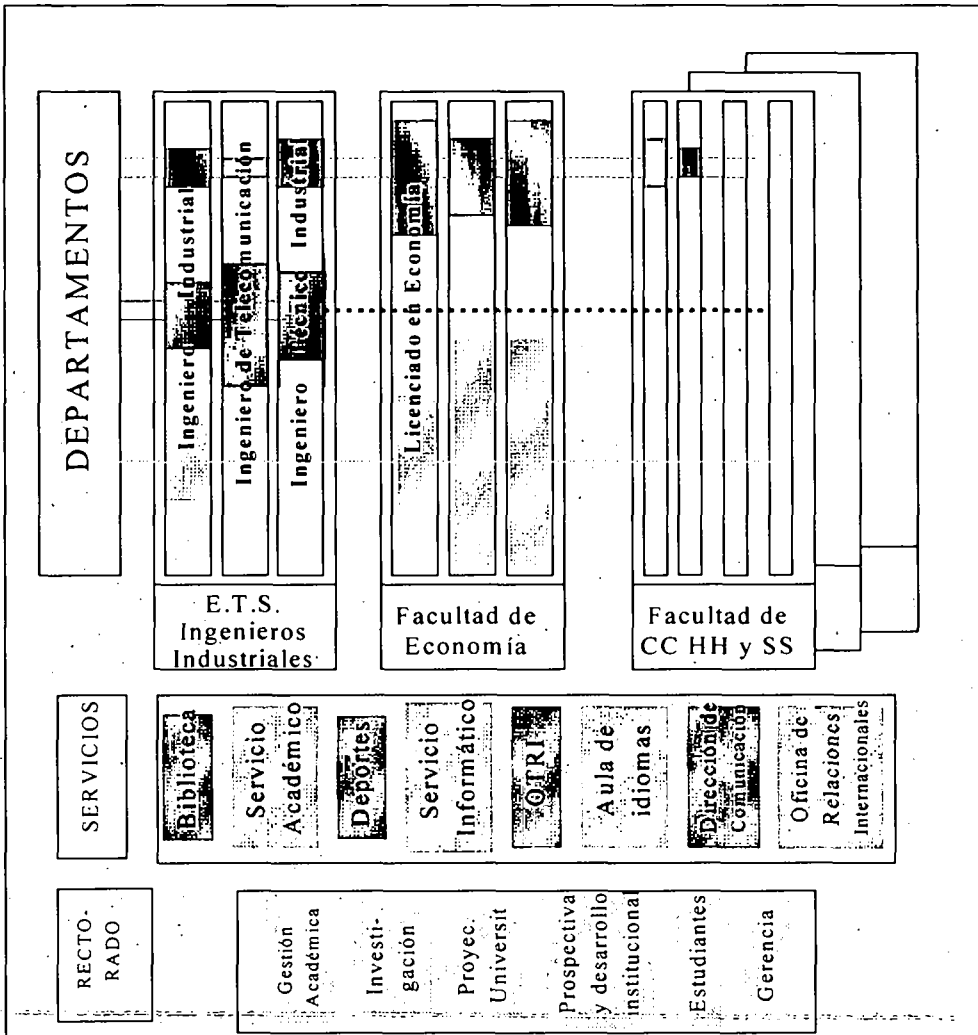 DEPARTAMENTOS
Ingeniero Industrial
Ingeniero de Telecomunicación
Ingeniero Técnico Industrial
Licenciado en Economía
E.T.S.
Ingenieros
Industriales
Facultad de
Economía
Facultad de
CC HH y SS
SERVICIOS
Biblioteca
Servicio
Académico
Deportes
Servicio
Informático
OTRI
Aula de
idiomas
Dirección de
Comunicación
Oficina de
Relaciones
Internacionales
RECTO-
RADO
Gestión
Académica
Investi-
gación
Proyec.
Universit
Prospectiva
y desarrollo
institucional
Estudiantes
Gerencia